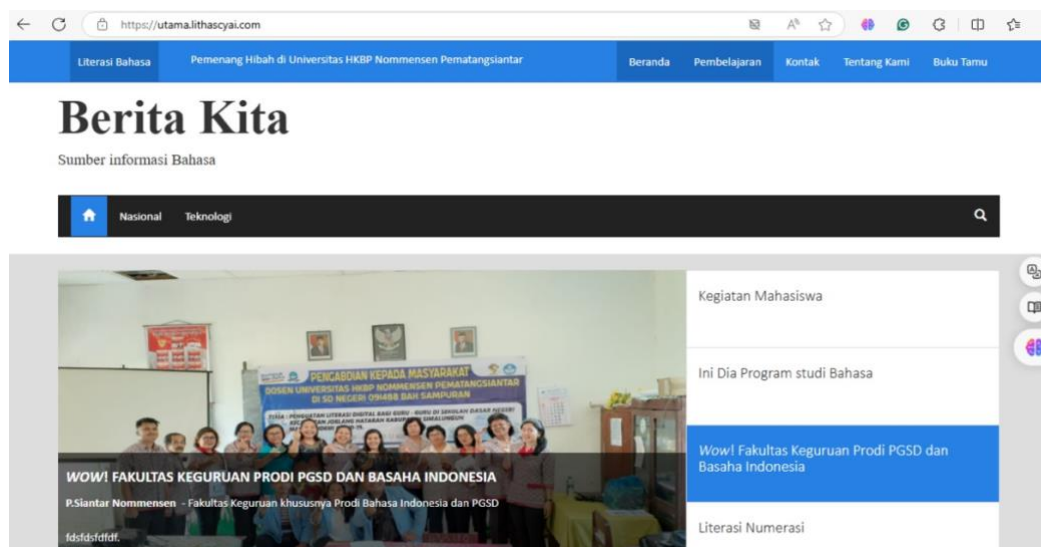 https://utama.lithascyai.com
Literasi Bahasa
Pemenang Hibah di Universitas HKBP Nommensen Pematangsiantar
Beranda
Pembelajaran
Kontak
Tentang Kami
Buku Tamu
Berita Kita
Sumber informasi Bahasa
Nasional
Teknologi
PENGABDIAN KEPADA MASYARAKAT
DOSEN UNIVERSITAS HKBP NOMMENSEN PEMATANGSIANTAR
DI SD NEGERI 091488 BAH SAMPURAN
WOW! FAKULTAS KEGURUAN PRODI PGSD DAN BASAHA INDONESIA
P.Siantar Nommensen - Fakultas Keguruan khususnya Prodi Bahasa Indonesia dan PGSD
fdsfdsfdfdf.
Kegiatan Mahasiswa
Ini Dia Program studi Bahasa
Wow! Fakultas Keguruan Prodi PGSD dan
Basaha Indonesia
Literasi Numerasi